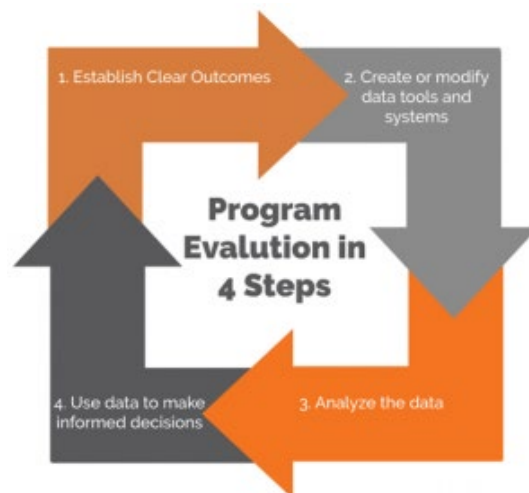 1. Establish Clear Outcomes
2. Create or modify
data tools and
systems
Program
Evalution in
4 Steps
3. Analyze the data
4. Use data to make
informed decisions